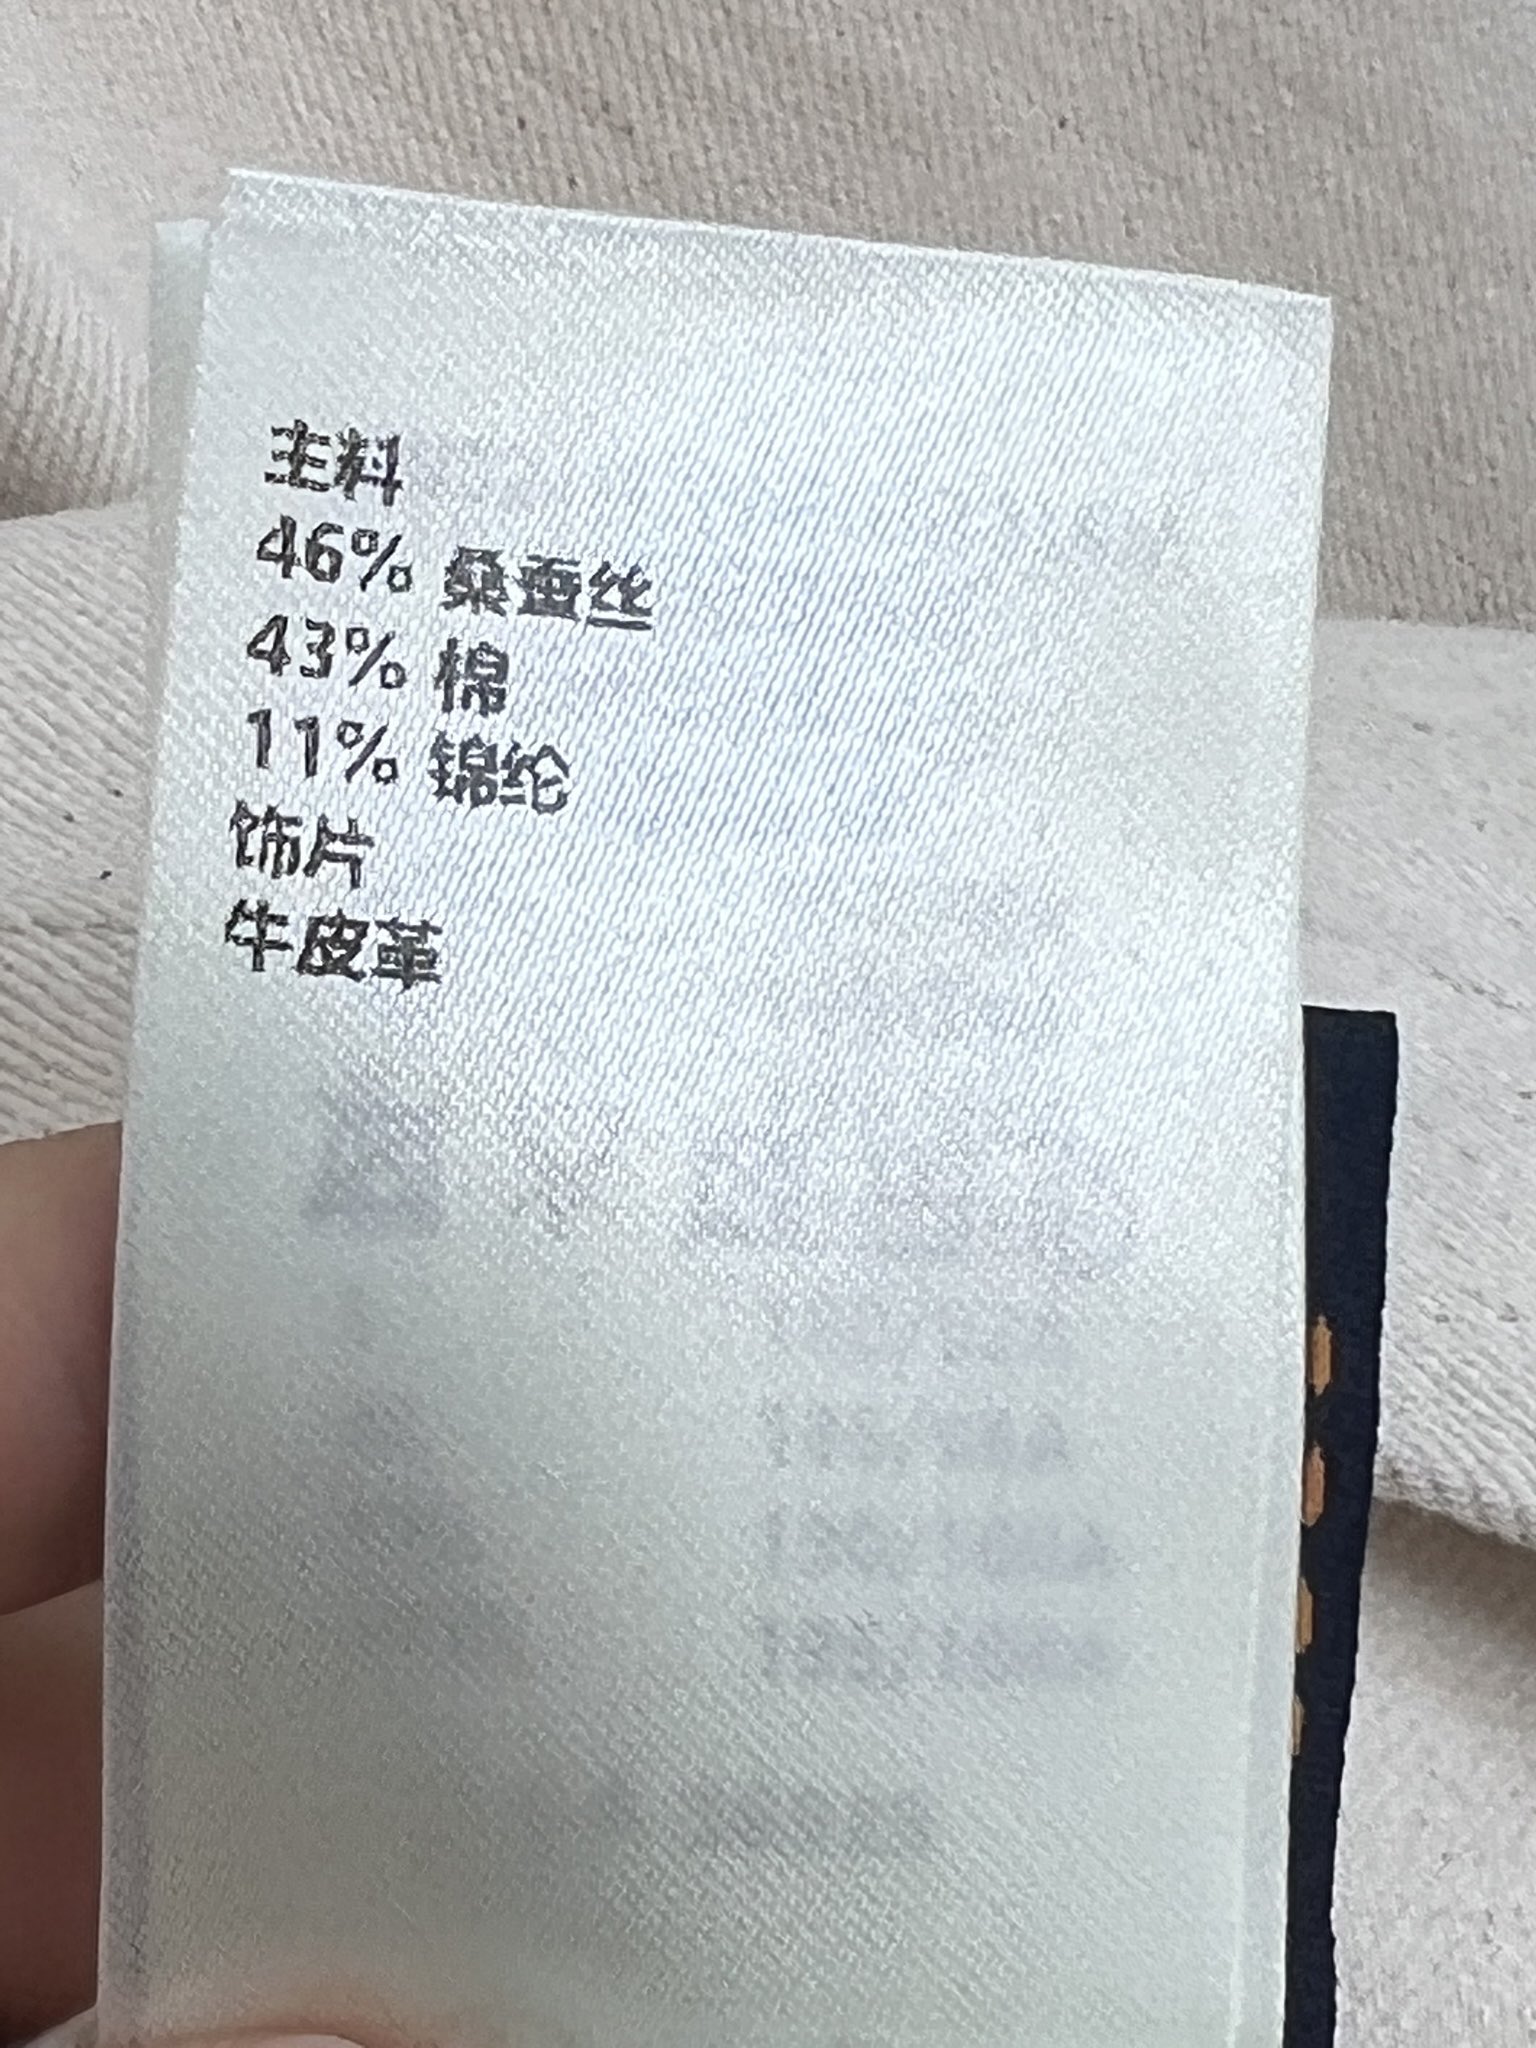 主料
46% 桑蚕丝
43% 棉
11% 锦纶
饰片
牛皮革